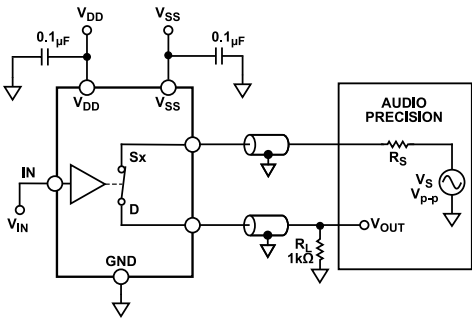 V_DD V_SS
0.1µF 0.1µF
V_DD V_SS
AUDIO
PRECISION
IN Sx R_S
V_S
V_p-p
D
V_IN V_OUT
GND R_L
1kΩ